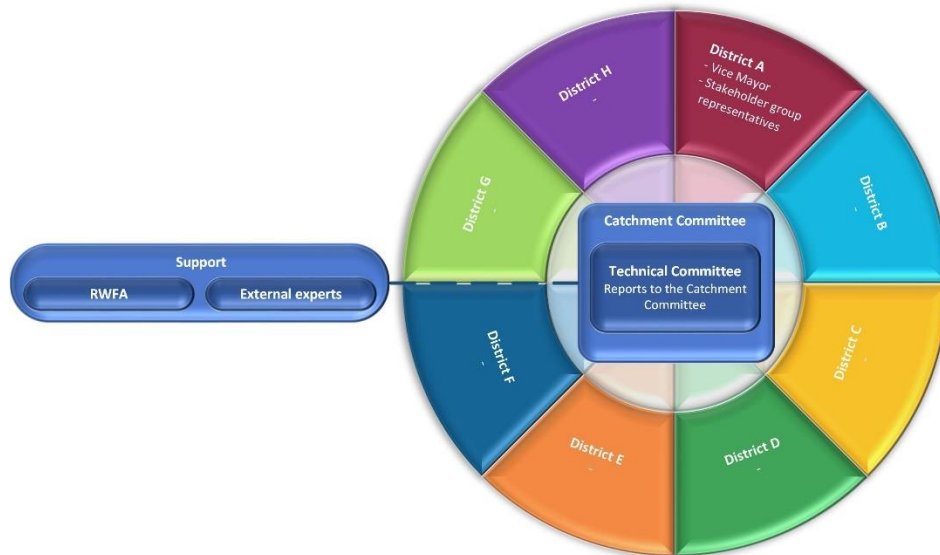 District A
- Vice Mayor
- Stakeholder group
representatives
District B
-
District C
-
District D
-
District E
-
District F
-
District G
-
District H
-
Catchment Committee
Technical Committee
Reports to the Catchment
Committee
Support
RWFA
External experts